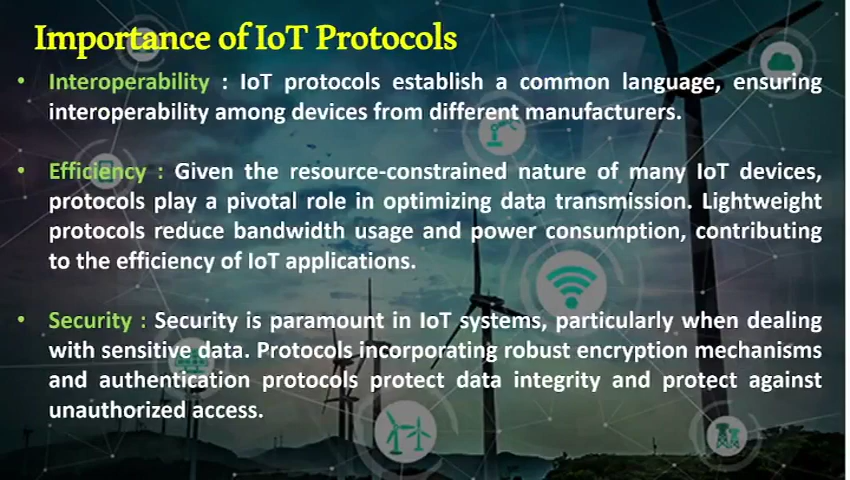 Importance of IoT Protocols
• Interoperability : IoT protocols establish a common language, ensuring
interoperability among devices from different manufacturers.
• Efficiency : Given the resource-constrained nature of many IoT devices,
protocols play a pivotal role in optimizing data transmission. Lightweight
protocols reduce bandwidth usage and power consumption, contributing
to the efficiency of IoT applications.
• Security : Security is paramount in IoT systems, particularly when dealing
with sensitive data. Protocols incorporating robust encryption mechanisms
and authentication protocols protect data integrity and protect against
unauthorized access.